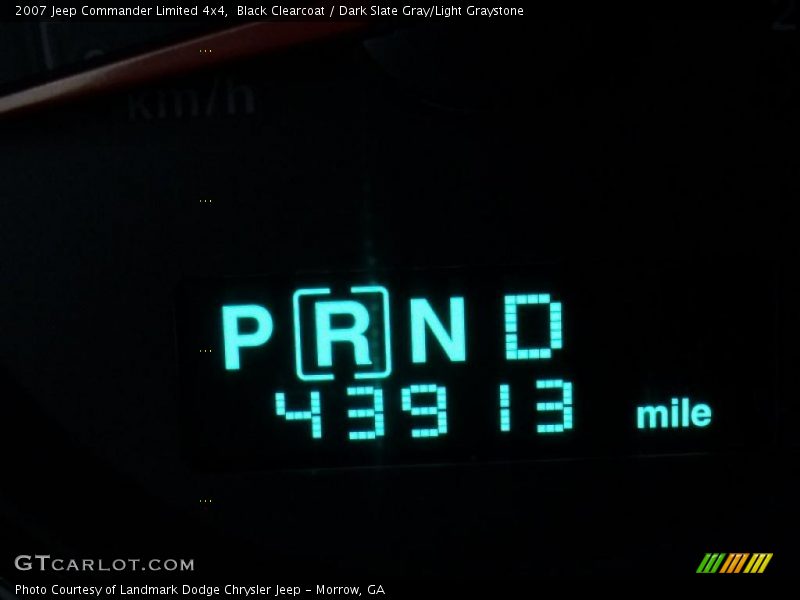 2007 Jeep Commander Limited 4x4,  Black Clearcoat / Dark Slate Gray/Light Graystone
km/h
P R N D
43913 mile
GTCARLOT.COM
Photo Courtesy of Landmark Dodge Chrysler Jeep - Morrow, GA